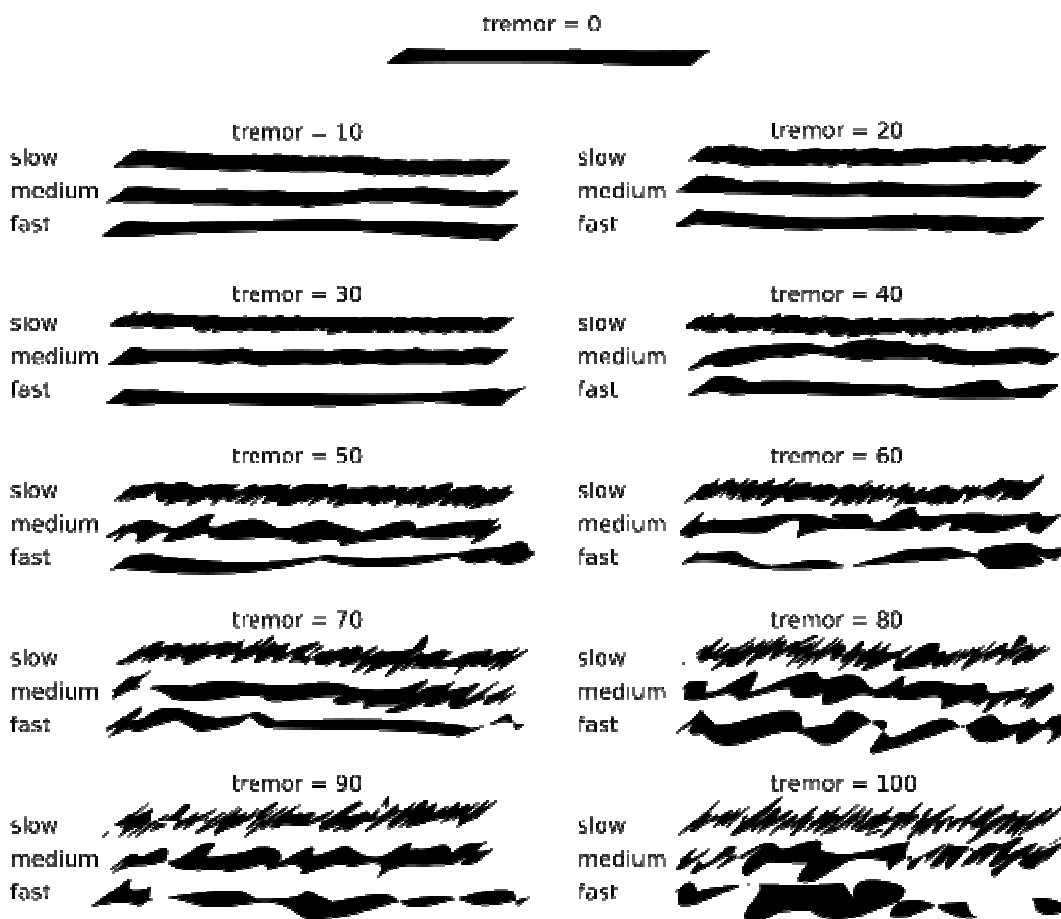 tremor = 0
tremor = 10
slow
medium
fast
tremor = 20
slow
medium
fast
tremor = 30
slow
medium
fast
tremor = 40
slow
medium
fast
tremor = 50
slow
medium
fast
tremor = 60
slow
medium
fast
tremor = 70
slow
medium
fast
tremor = 80
slow
medium
fast
tremor = 90
slow
medium
fast
tremor = 100
slow
medium
fast